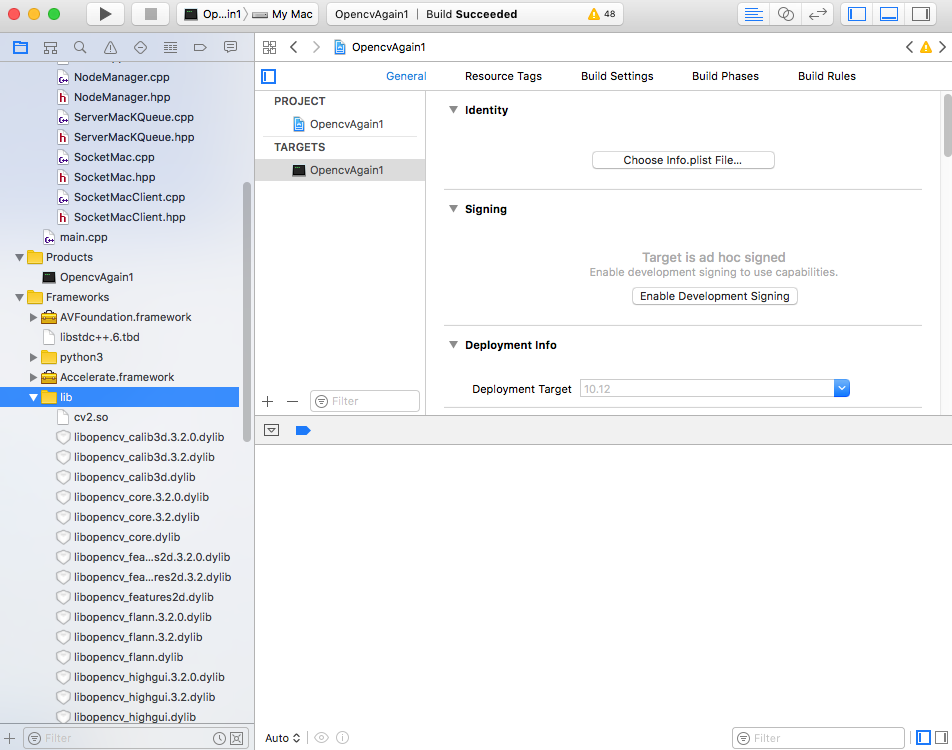 Op...in1 〉 My Mac
OpencvAgain1 | Build Succeeded
48
NodeManager.cpp
NodeManager.hpp
ServerMacKQueue.cpp
ServerMacKQueue.hpp
SocketMac.cpp
SocketMac.hpp
SocketMacClient.cpp
SocketMacClient.hpp
main.cpp
Products
OpencvAgain1
Frameworks
AVFoundation.framework
libstdc++.6.tbd
python3
Accelerate.framework
lib
cv2.so
libopencv_calib3d.3.2.0.dylib
libopencv_calib3d.3.2.dylib
libopencv_calib3d.dylib
libopencv_core.3.2.0.dylib
libopencv_core.3.2.dylib
libopencv_core.dylib
libopencv_fea...s2d.3.2.0.dylib
libopencv_fea...res2d.3.2.dylib
libopencv_features2d.dylib
libopencv_flann.3.2.0.dylib
libopencv_flann.3.2.dylib
libopencv_flann.dylib
libopencv_highgui.3.2.0.dylib
libopencv_highgui.3.2.dylib
libopencv_highgui.dylib
Filter
OpencvAgain1
General Resource Tags Build Settings Build Phases Build Rules
PROJECT
OpencvAgain1
TARGETS
OpencvAgain1
Filter
Identity
Choose Info.plist File...
Signing
Target is ad hoc signed
Enable development signing to use capabilities.
Enable Development Signing
Deployment Info
Deployment Target 10.12
Auto
Filter